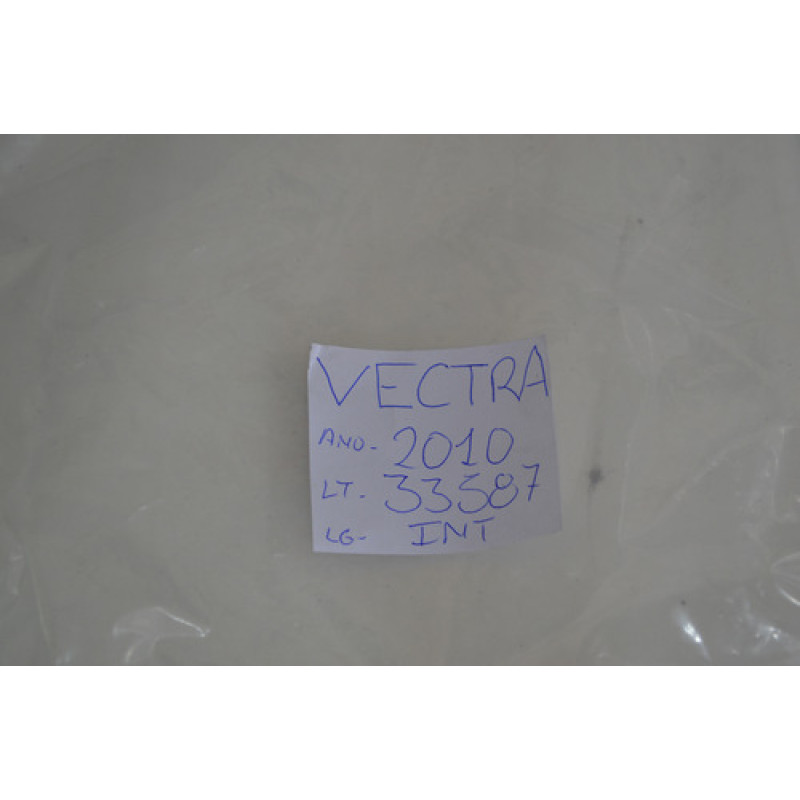 VECTRA
ANO- 2010
LT- 33587
LG- INT